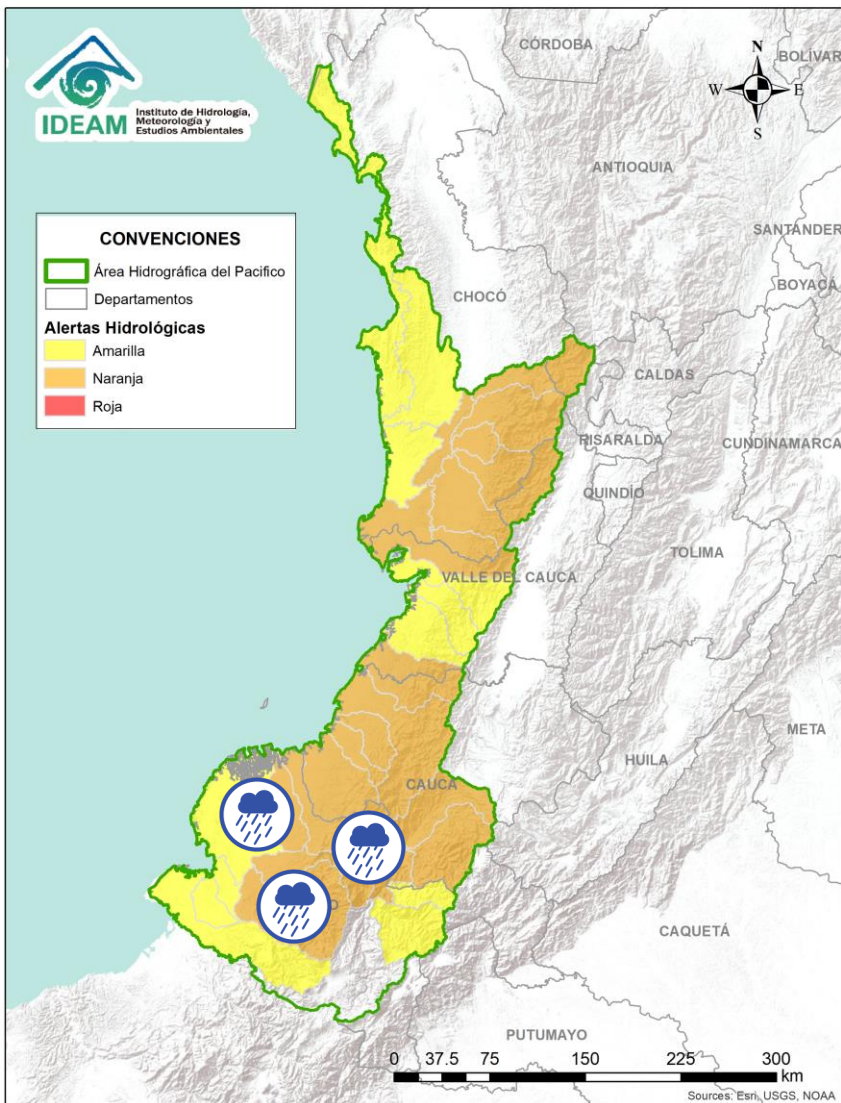 IDEAM
Instituto de Hidrología,
Meteorología y
Estudios Ambientales
CÓRDOBA
BOLÍVAR
N
W
E
S
ANTIOQUIA
SANTANDER
BOYACÁ
CONVENCIONES
Área Hidrográfica del Pacifico
Departamentos
Alertas Hidrológicas
Amarilla
Naranja
Roja
CHOCÓ
CALDAS
RISARALDA
CUNDINAMARCA
QUINDÍO
TOLIMA
VALLE DEL CAUCA
META
HUILA
CAUCA
CAQUETÁ
PUTUMAYO
0 37.5 75 150 225 300
km
Sources: Esri, USGS, NOAA